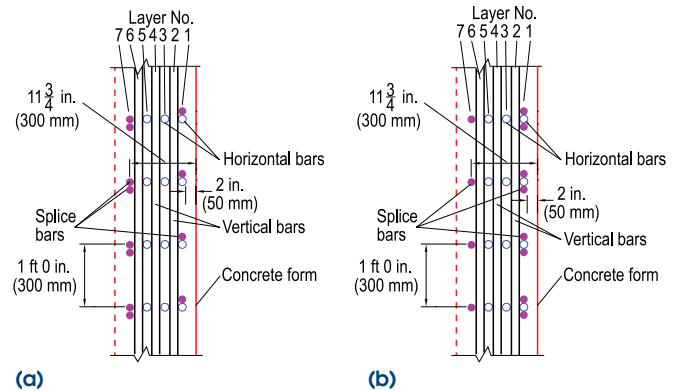 Layer No.
7 6 5 4 3 2 1
11 3/4 in.
(300 mm)
Horizontal bars
2 in.
(50 mm)
Splice
bars
Vertical bars
1 ft 0 in.
(300 mm)
Concrete form
(a)
Layer No.
7 6 5 4 3 2 1
11 3/4 in.
(300 mm)
Horizontal bars
2 in.
(50 mm)
Splice
bars
Vertical bars
1 ft 0 in.
(300 mm)
Concrete form
(b)